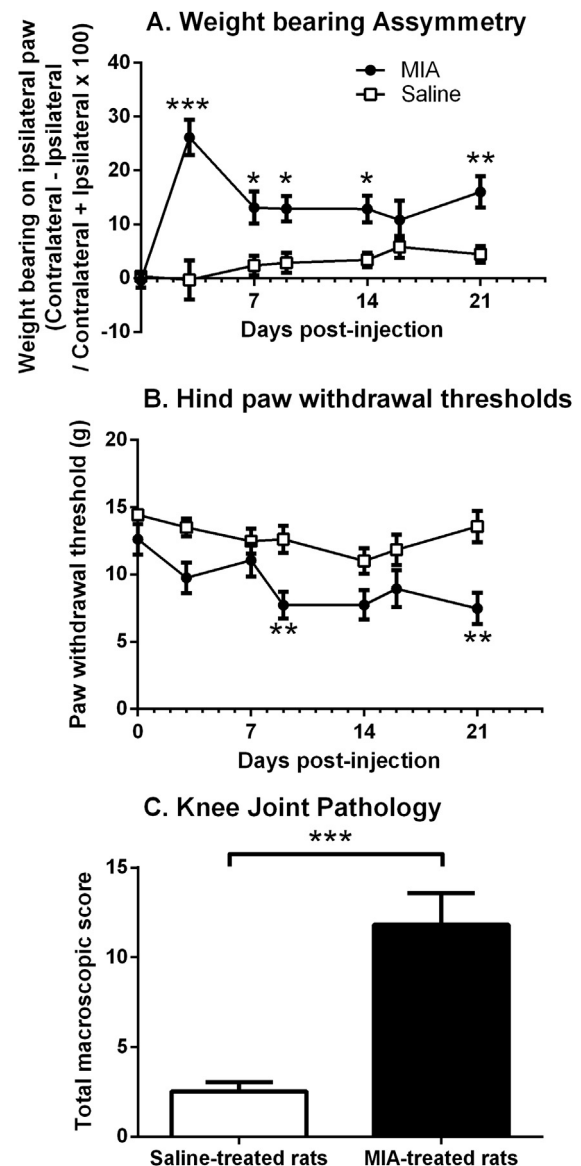 A. Weight bearing Assymetry
Weight bearing on ipsilateral paw
(Contralateral - Ipsilateral
/ Contralateral + Ipsilateral x 100)
40
30
20
10
0
-10
MIA
Saline
***
*
*
*
**
7
14
21
Days post-injection
B. Hind paw withdrawal thresholds
Paw withdrawal threshold (g)
20
15
10
5
0
**
**
0
7
14
21
Days post-injection
C. Knee Joint Pathology
***
Total macroscopic score
15
10
5
0
Saline-treated rats
MIA-treated rats